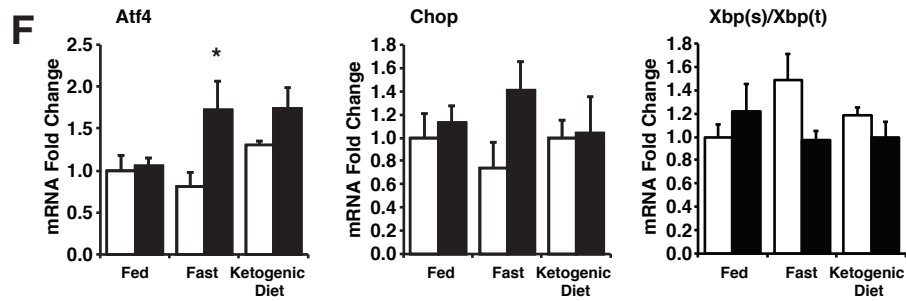 F
Atf4
mRNA Fold Change
2.5
2.0
1.5
1.0
0.5
0.0
*
Fed
Fast
Ketogenic
Diet
Chop
mRNA Fold Change
1.8
1.6
1.4
1.2
1.0
0.8
0.6
0.4
0.2
0.0
Fed
Fast
Ketogenic
Diet
Xbp(s)/Xbp(t)
mRNA Fold Change
1.8
1.6
1.4
1.2
1.0
0.8
0.6
0.4
0.2
0.0
Fed
Fast
Ketogenic
Diet